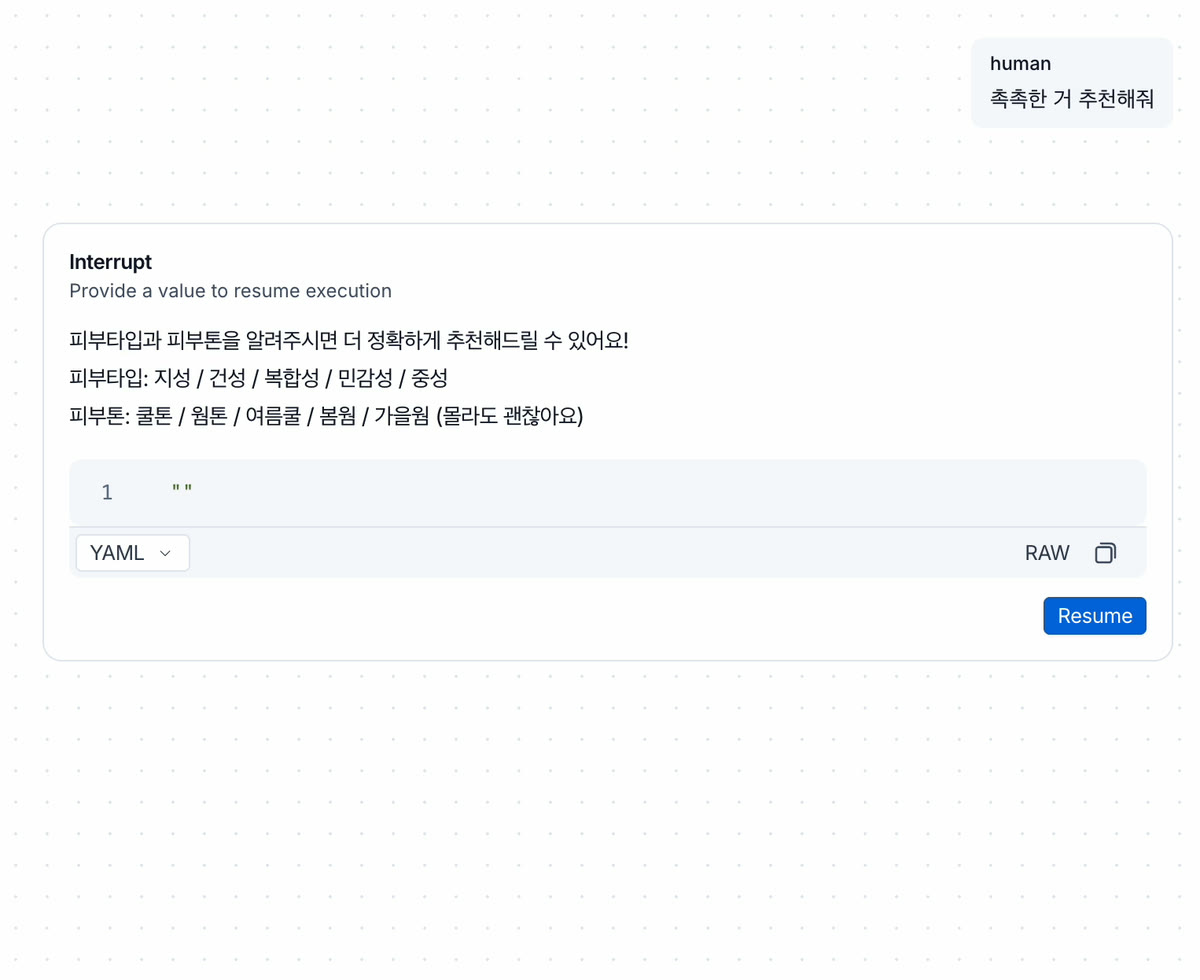 human
촉촉한 거 추천해줘
Interrupt
Provide a value to resume execution
피부타입과 피부톤을 알려주시면 더 정확하게 추천해드릴 수 있어요!
피부타입: 지성 / 건성 / 복합성 / 민감성 / 중성
피부톤: 쿨톤 / 웜톤 / 여름쿨 / 봄웜 / 가을웜 (몰라도 괜찮아요)
1 ""
YAML RAW
Resume